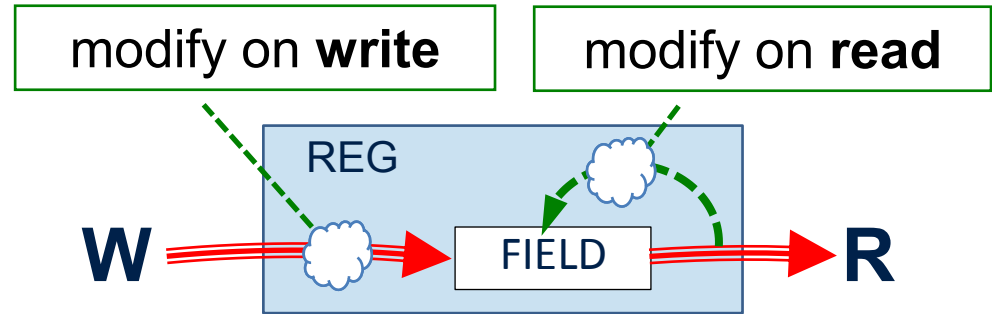 modify on write
modify on read
REG
W
FIELD
R